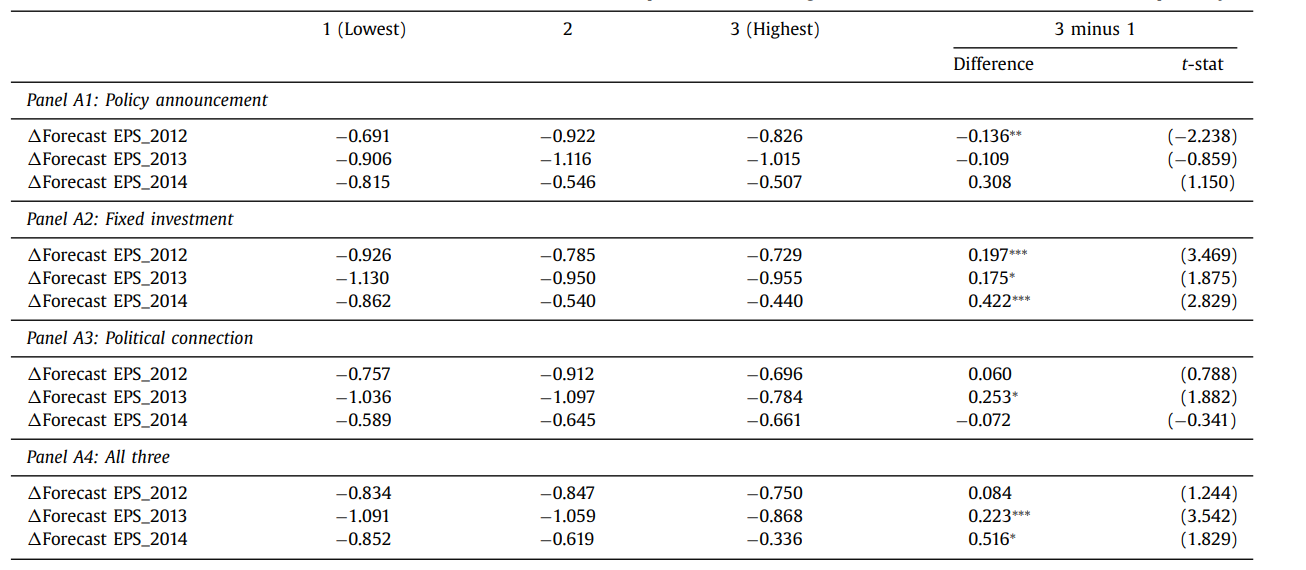 1 (Lowest) 2 3 (Highest) 3 minus 1
Difference t-stat
Panel A1: Policy announcement
ΔForecast EPS_2012 −0.691 −0.922 −0.826 −0.136** (−2.238)
ΔForecast EPS_2013 −0.906 −1.116 −1.015 −0.109 (−0.859)
ΔForecast EPS_2014 −0.815 −0.546 −0.507 0.308 (1.150)
Panel A2: Fixed investment
ΔForecast EPS_2012 −0.926 −0.785 −0.729 0.197*** (3.469)
ΔForecast EPS_2013 −1.130 −0.950 −0.955 0.175* (1.875)
ΔForecast EPS_2014 −0.862 −0.540 −0.440 0.422*** (2.829)
Panel A3: Political connection
ΔForecast EPS_2012 −0.757 −0.912 −0.696 0.060 (0.788)
ΔForecast EPS_2013 −1.036 −1.097 −0.784 0.253* (1.882)
ΔForecast EPS_2014 −0.589 −0.645 −0.661 −0.072 (−0.341)
Panel A4: All three
ΔForecast EPS_2012 −0.834 −0.847 −0.750 0.084 (1.244)
ΔForecast EPS_2013 −1.091 −1.059 −0.868 0.223*** (3.542)
ΔForecast EPS_2014 −0.852 −0.619 −0.336 0.516* (1.829)